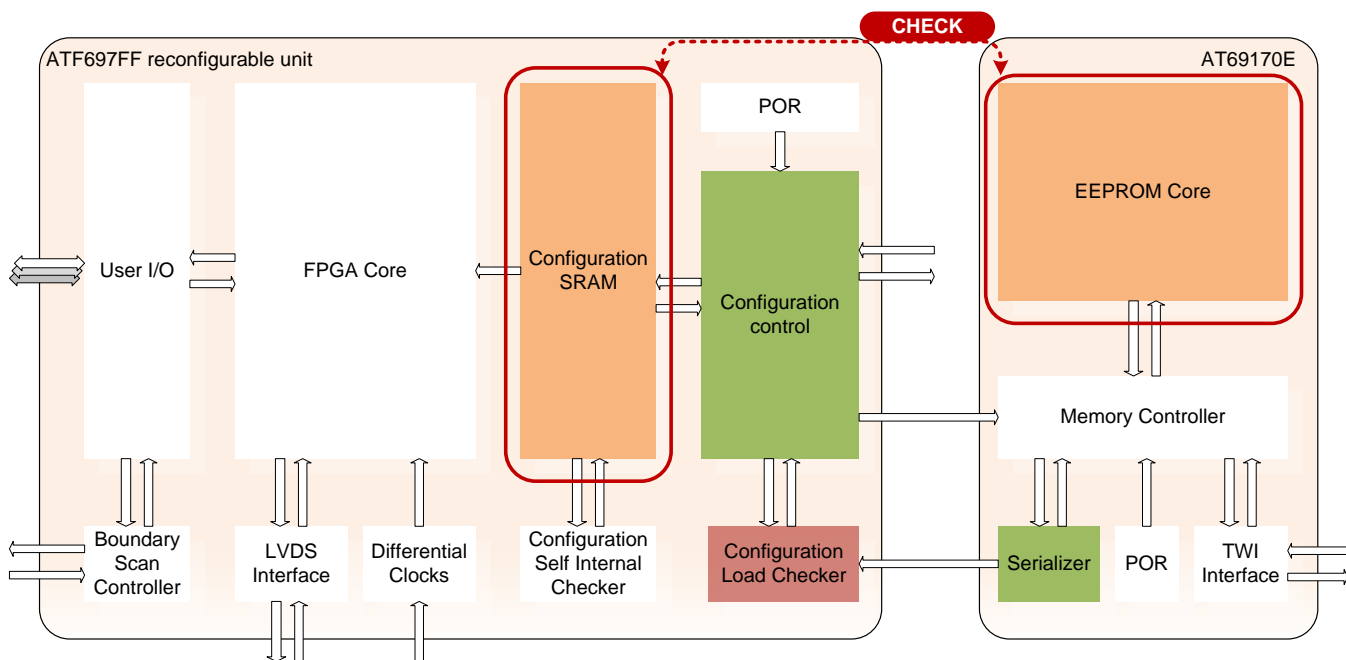 CHECK
ATF697FF reconfigurable unit
AT69170E
POR
EEPROM Core
User I/O
FPGA Core
Configuration
SRAM
Configuration
control
Memory Controller
Boundary
Scan
Controller
LVDS
Interface
Differential
Clocks
Configuration
Self Internal
Checker
Configuration
Load Checker
Serializer
POR
TWI
Interface